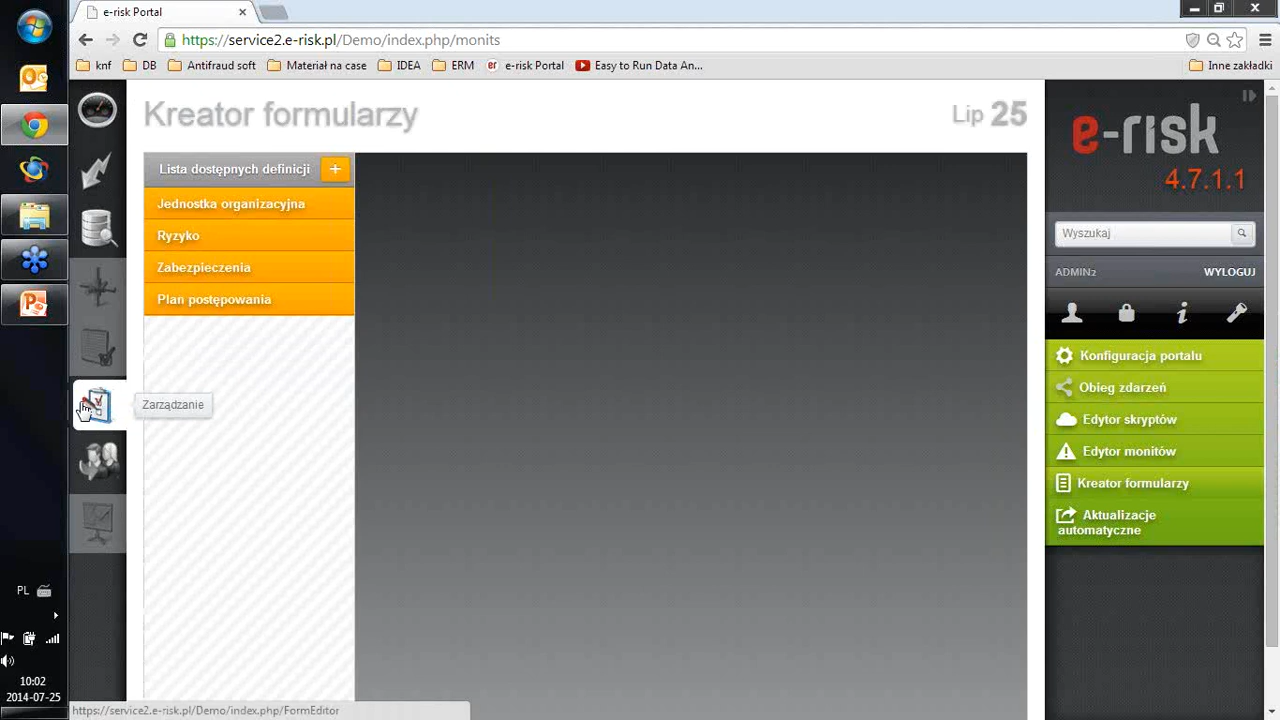 e-risk Portal
https://service2.e-risk.pl/Demo/index.php/monits
knf
DB
Antifraud soft
Materiał na case
IDEA
ERM
er
e-risk Portal
Easy to Run Data An...
Inne zakładki
Kreator formularzy
Lip 25
Lista dostępnych definicji
+
Jednostka organizacyjna
Ryzyko
Zabezpieczenia
Plan postępowania
Zarządzanie
e-risk
4.7.1.1
Wyszukaj
ADMIN2
WYLOGUJ
Konfiguracja portalu
Obieg zdarzeń
Edytor skryptów
Edytor monitów
Kreator formularzy
Aktualizacje
automatyczne
PL
10:02
2014-07-25
https://service2.e-risk.pl/Demo/index.php/FormEditor